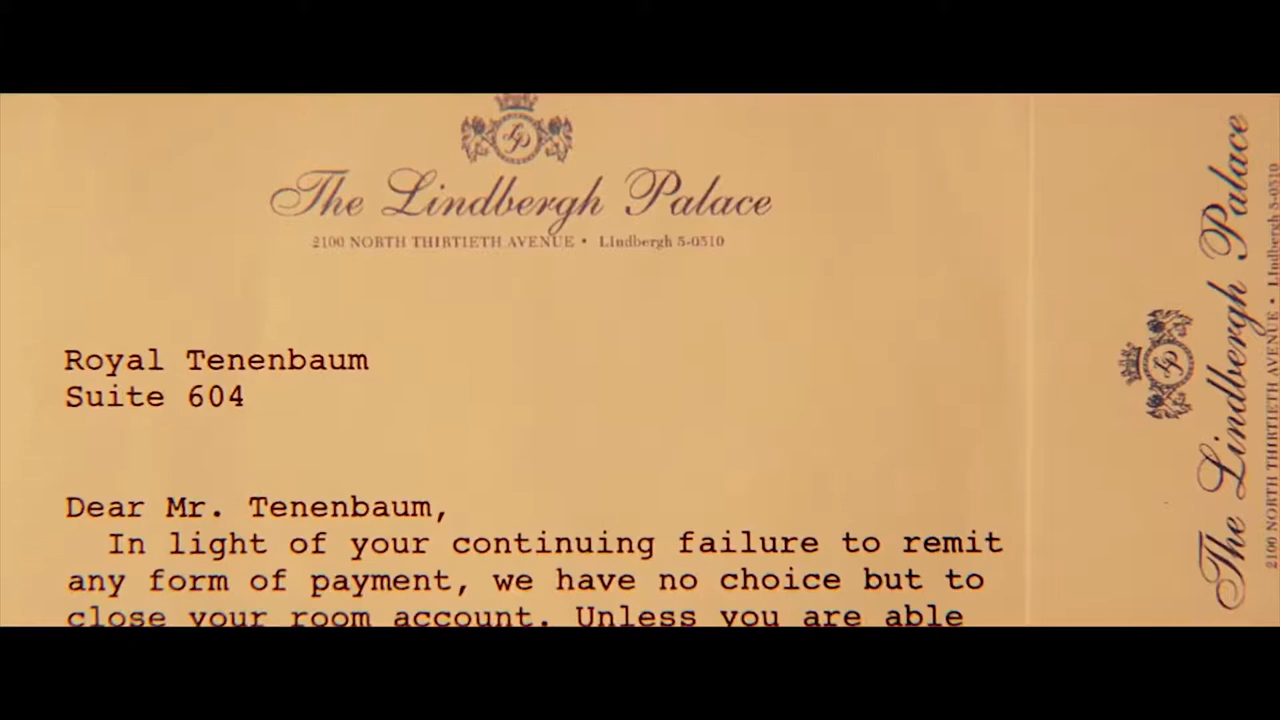 LP
The Lindbergh Palace
2100 NORTH THIRTIETH AVENUE • LIndbergh 5-0510
Royal Tenenbaum
Suite 604
Dear Mr. Tenenbaum,
In light of your continuing failure to remit
any form of payment, we have no choice but to
close your room account. Unless you are able
LP
The Lindbergh Palace
2100 NORTH THIRTIETH AVENUE • LIndbergh 5-0510